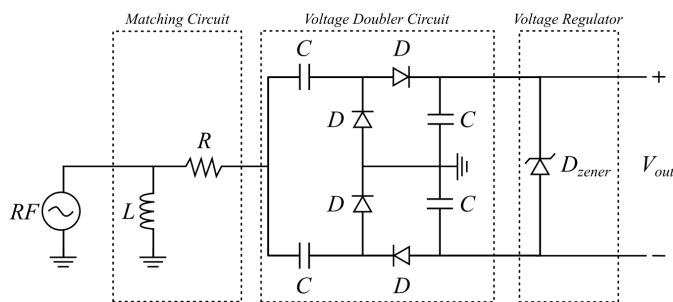 Matching Circuit
Voltage Doubler Circuit
Voltage Regulator
C
D
+
D
C
R
RF
L
D_zener
V_out
D
C
C
D
−